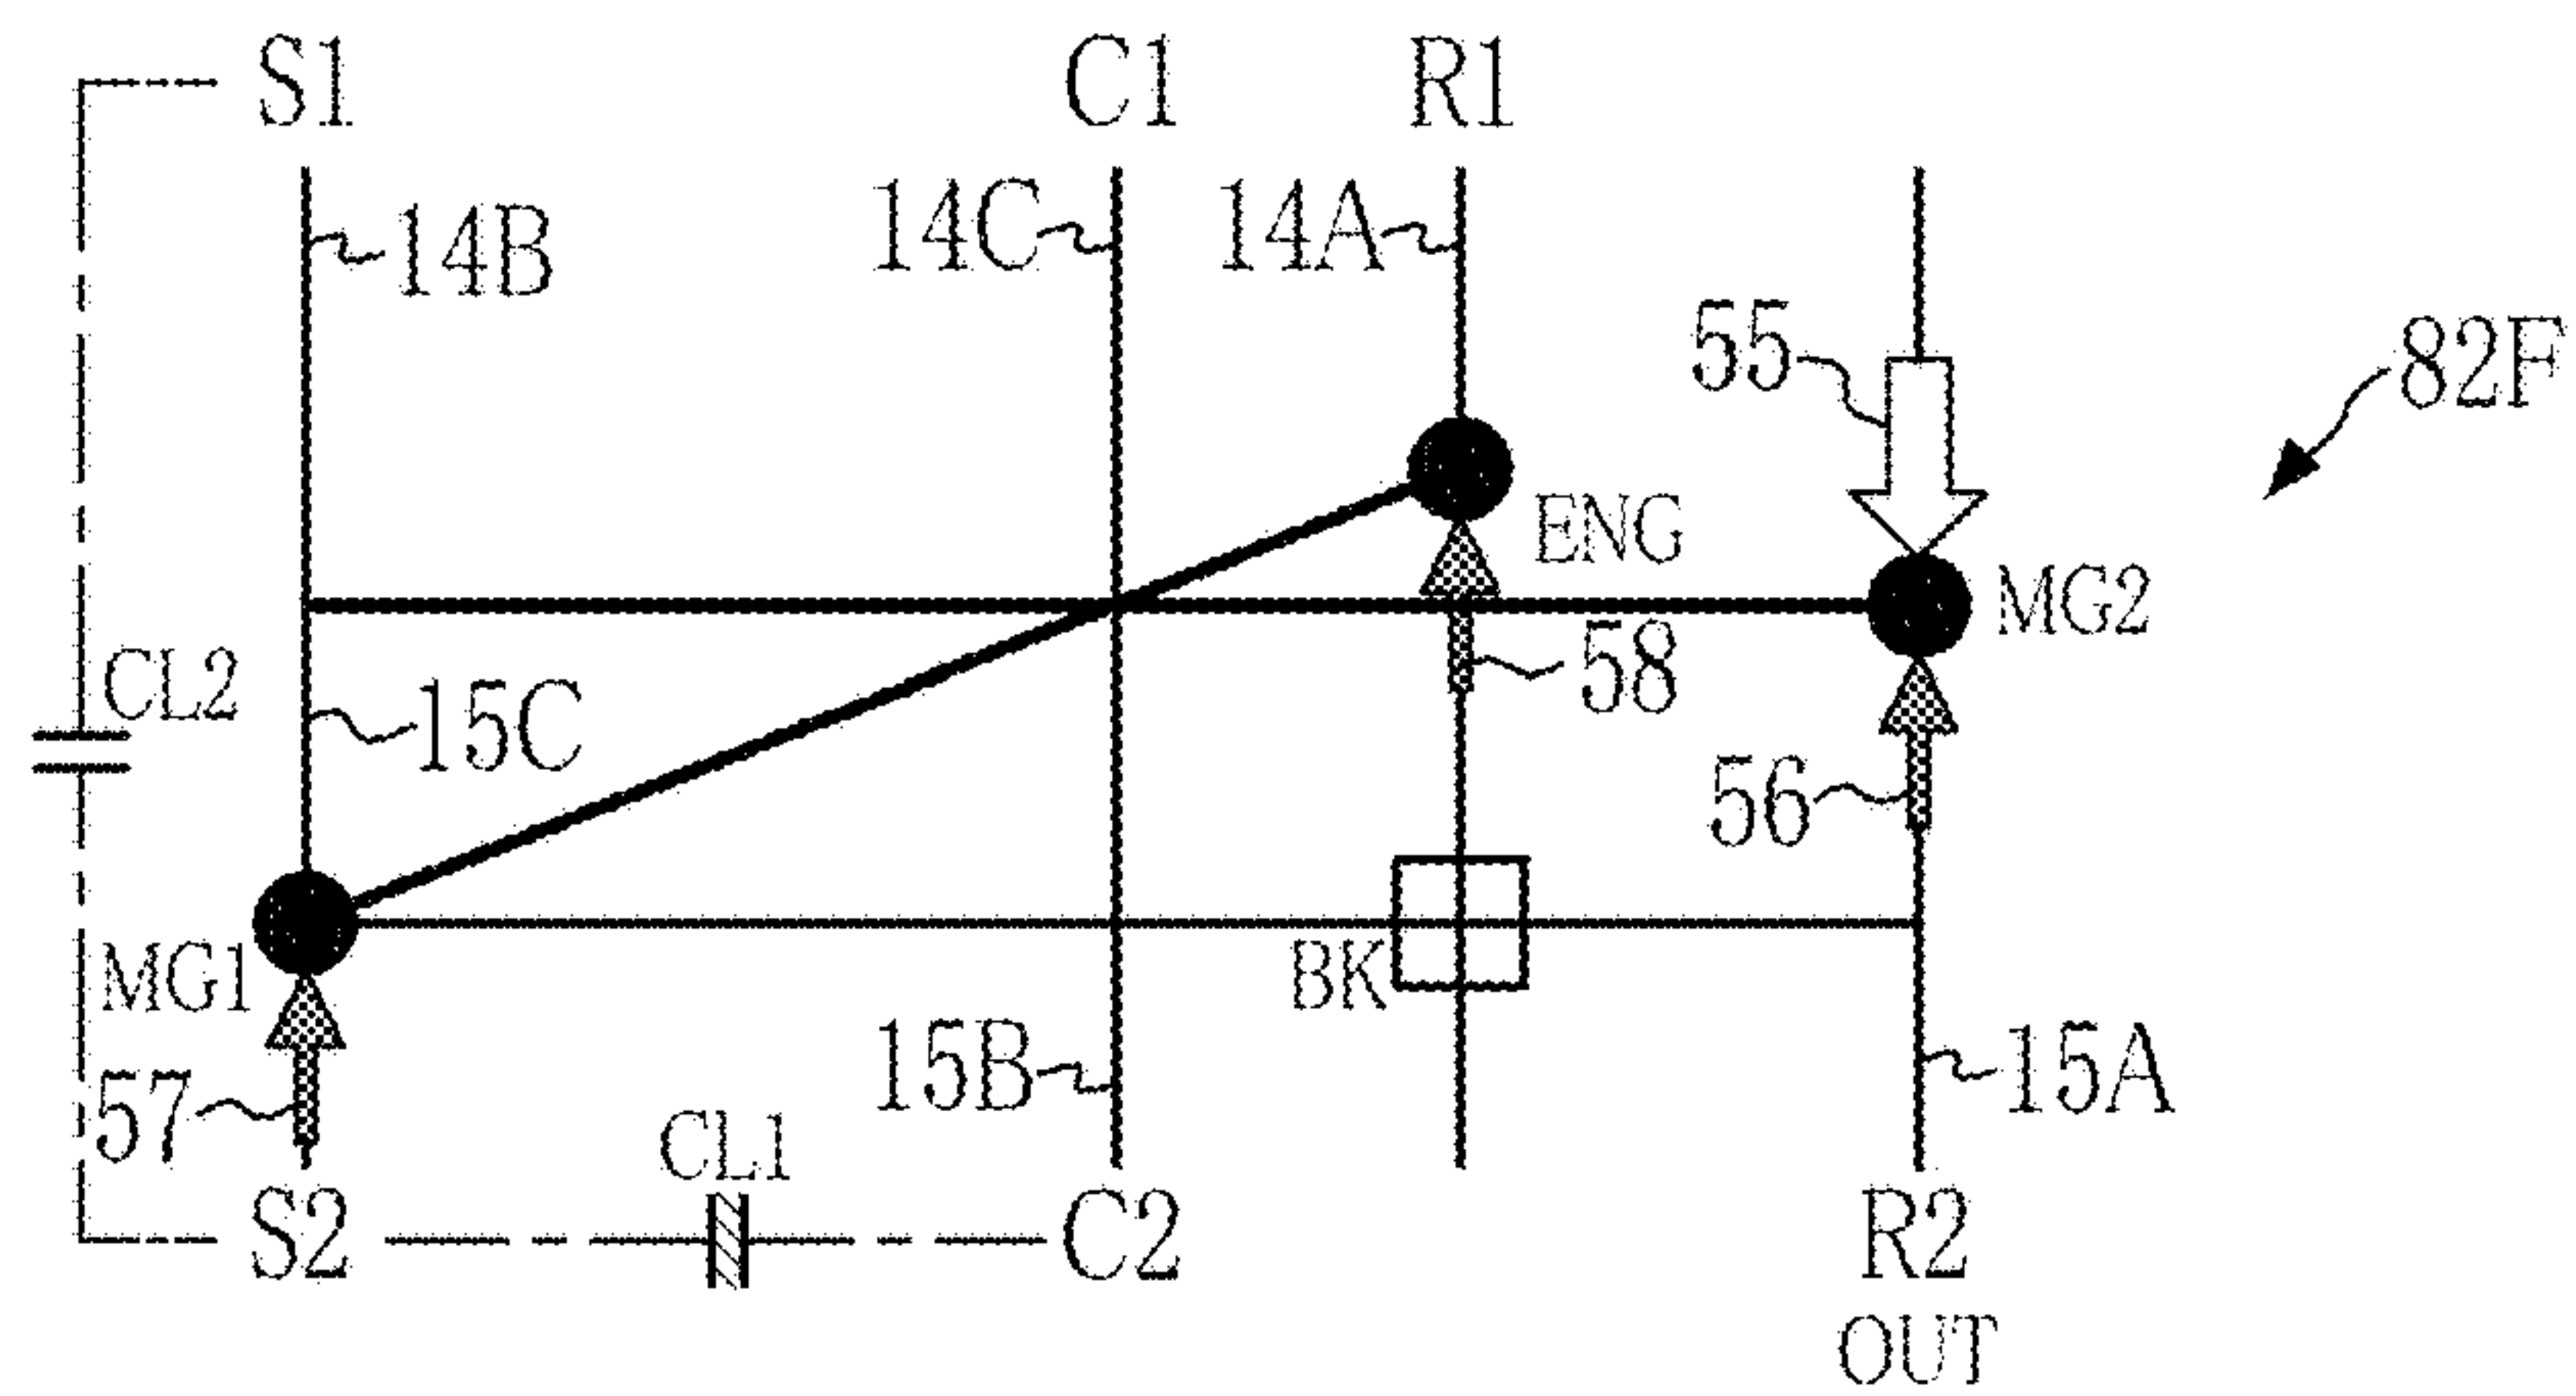 S1 C1 R1
14B 14C 14A
55 82F
ENG
MG2
58
CL2
15C
56
MG1 BK
15B 15A
57
CL1
S2 C2 R2
OUT